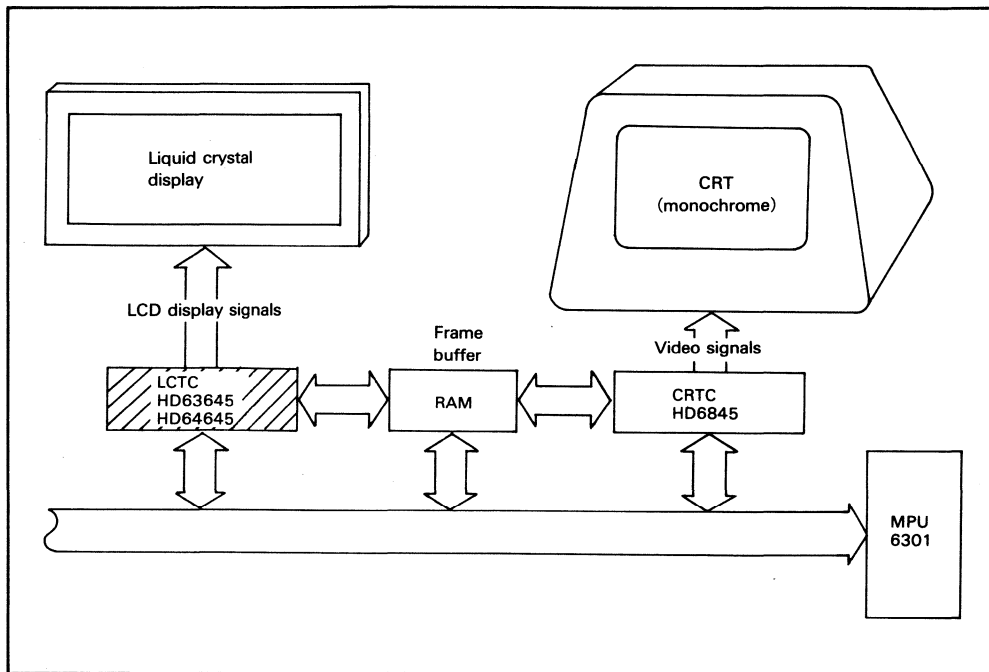 Liquid crystal
display
CRT
(monochrome)
LCD display signals
Frame
buffer
Video signals
LCTC
HD63645
HD64645
RAM
CRTC
HD6845
MPU
6301